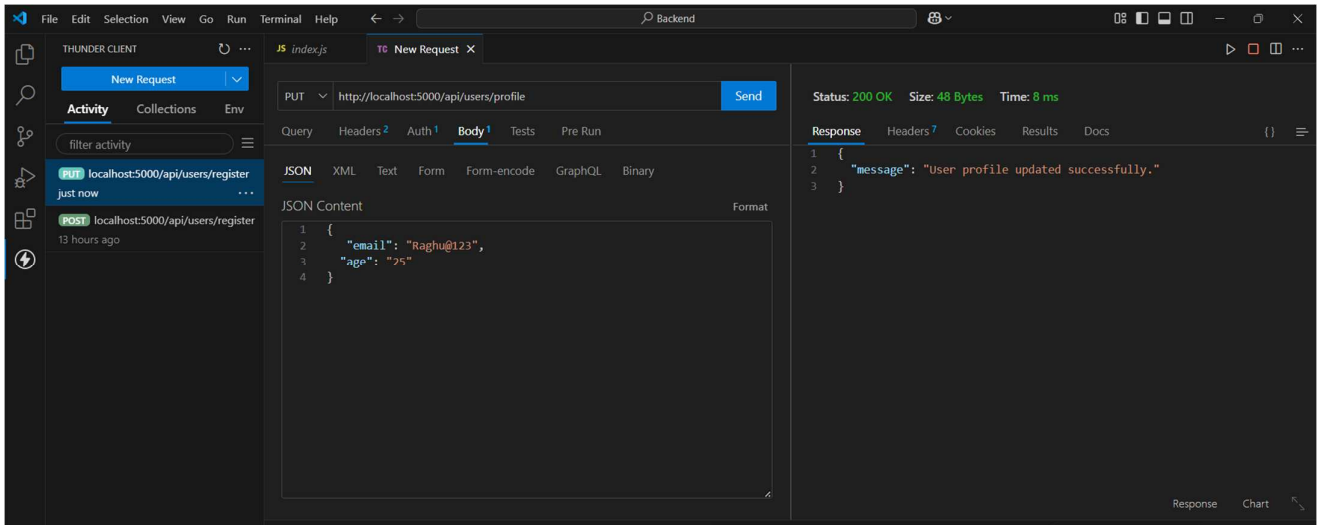 File Edit Selection View Go Run Terminal Help ← → Backend
THUNDER CLIENT
New Request
Activity Collections Env
filter activity
PUT localhost:5000/api/users/register
just now ...
POST localhost:5000/api/users/register
13 hours ago
JS index.js TC New Request ×
PUT http://localhost:5000/api/users/profile Send
Query Headers 2 Auth 1 Body 1 Tests Pre Run
JSON XML Text Form Form-encode GraphQL Binary
JSON Content Format
1 {
2 "email": "Raghu@123",
3 "age": "25"
4 }
Status: 200 OK Size: 48 Bytes Time: 8 ms
Response Headers 7 Cookies Results Docs {}
1 {
2 "message": "User profile updated successfully."
3 }
Response Chart